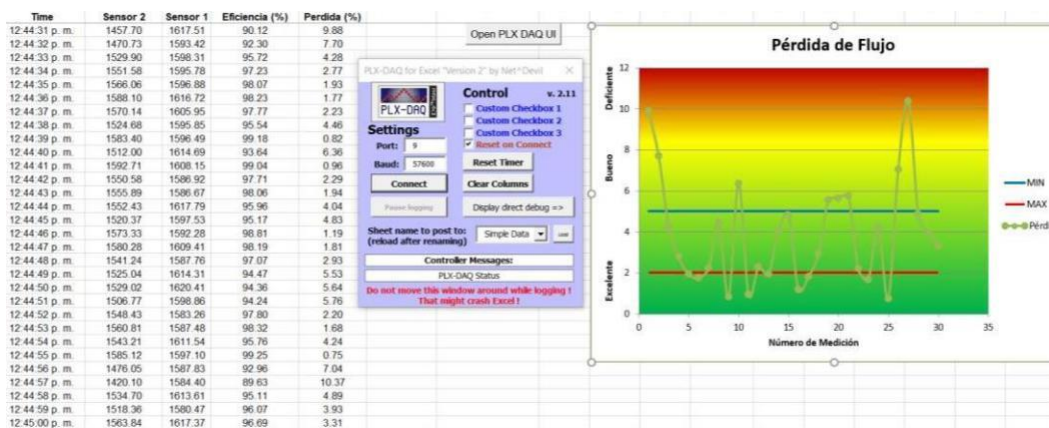 Time Sensor 2 Sensor 1 Eficiencia (%) Perdida (%)
12:44:31 p. m. 1457.70 1617.51 90.12 9.88
12:44:32 p. m. 1470.73 1593.42 92.30 7.70
12:44:33 p. m. 1529.90 1598.31 95.72 4.28
12:44:34 p. m. 1551.58 1595.78 97.23 2.77
12:44:35 p. m. 1566.06 1596.88 98.07 1.93
12:44:36 p. m. 1588.10 1616.72 98.23 1.77
12:44:37 p. m. 1570.14 1605.95 97.77 2.23
12:44:38 p. m. 1524.68 1595.85 95.54 4.46
12:44:39 p. m. 1583.40 1596.49 99.18 0.82
12:44:40 p. m. 1512.00 1614.69 93.64 6.36
12:44:41 p. m. 1592.71 1608.15 99.04 0.96
12:44:42 p. m. 1550.58 1586.92 97.71 2.29
12:44:43 p. m. 1555.89 1586.67 98.06 1.94
12:44:44 p. m. 1552.43 1617.79 95.96 4.04
12:44:45 p. m. 1520.37 1597.53 95.17 4.83
12:44:46 p. m. 1573.33 1592.28 98.81 1.19
12:44:47 p. m. 1580.28 1609.41 98.19 1.81
12:44:48 p. m. 1541.24 1587.76 97.07 2.93
12:44:49 p. m. 1525.04 1614.31 94.47 5.53
12:44:50 p. m. 1529.02 1620.41 94.36 5.64
12:44:51 p. m. 1506.77 1598.86 94.24 5.76
12:44:52 p. m. 1548.43 1583.26 97.80 2.20
12:44:53 p. m. 1560.81 1587.48 98.32 1.68
12:44:54 p. m. 1543.21 1611.54 95.76 4.24
12:44:55 p. m. 1585.12 1597.10 99.25 0.75
12:44:56 p. m. 1476.05 1587.83 92.96 7.04
12:44:57 p. m. 1420.10 1584.40 89.63 10.37
12:44:58 p. m. 1534.70 1613.61 95.11 4.89
12:44:59 p. m. 1518.36 1580.47 96.07 3.93
12:45:00 p. m. 1563.84 1617.37 96.69 3.31
Open PLX DAQ UI
PLX-DAQ for Excel "Version 2" by Net^Devil
PLX-DAQ
Control v. 2.11
Custom Checkbox 1
Custom Checkbox 2
Custom Checkbox 3
Reset on Connect
Settings
Port: 9
Baud: 57600
Reset Timer
Connect
Clear Columns
Pause logging
Display direct debug =>
Sheet name to post to:
(reload after renaming)
Simple Data
Controller Messages:
PLX-DAQ Status
Do not move this window around while logging !
That might crash Excel !
Pérdida de Flujo
Deficiente
Bueno
Excelente
12
10
8
6
4
2
0
0 5 10 15 20 25 30 35
Número de Medición
MIN
MAX
Pérdi